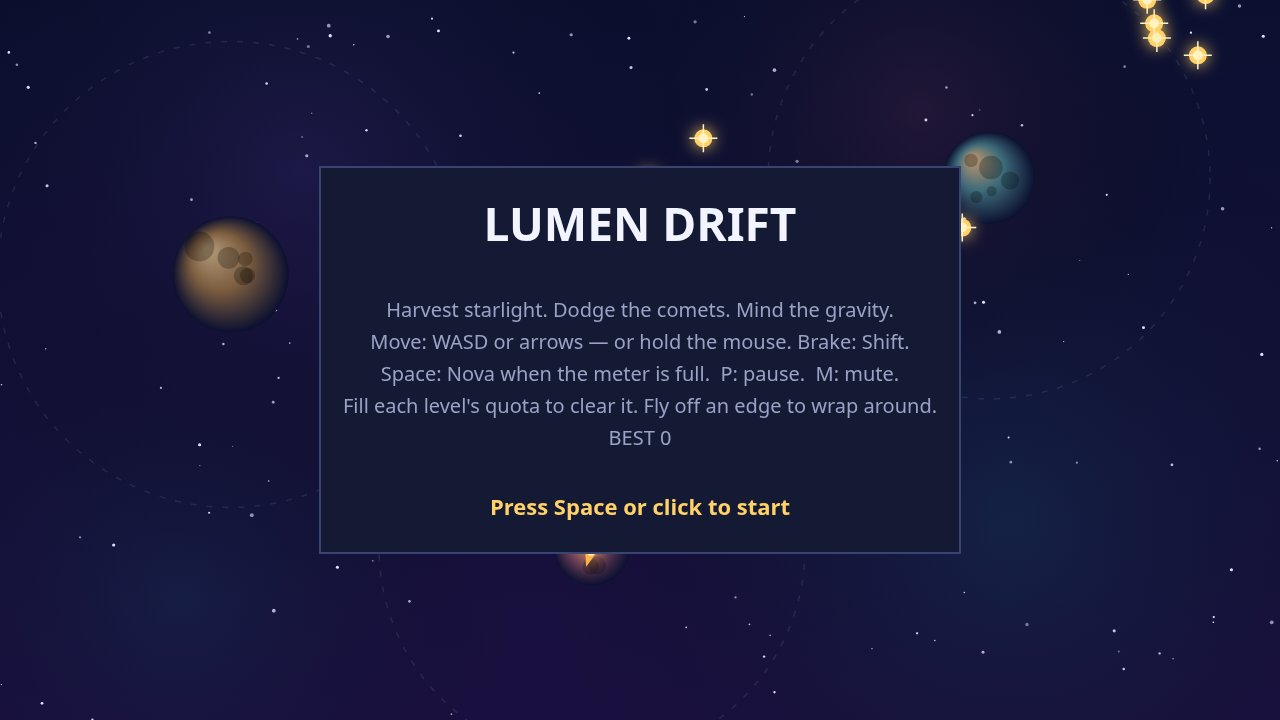 LUMEN DRIFT
Harvest starlight. Dodge the comets. Mind the gravity.
Move: WASD or arrows — or hold the mouse. Brake: Shift.
Space: Nova when the meter is full.  P: pause.  M: mute.
Fill each level's quota to clear it. Fly off an edge to wrap around.
BEST 0
Press Space or click to start